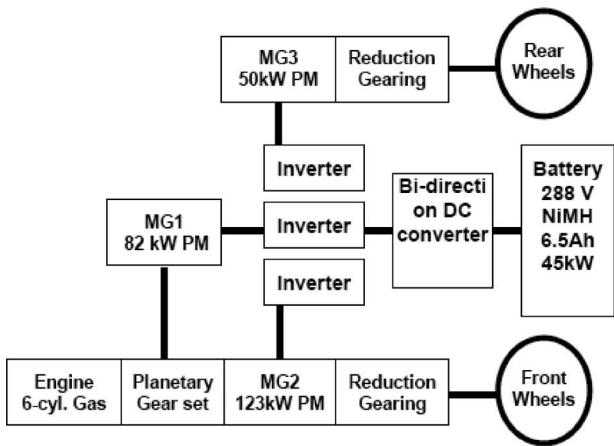 MG3
50kW PM
Reduction
Gearing
Rear
Wheels
Inverter
Bi-directi
on DC
converter
Battery
288 V
NiMH
6.5Ah
45kW
MG1
82 kW PM
Inverter
Inverter
Engine
6-cyl. Gas
Planetary
Gear set
MG2
123kW PM
Reduction
Gearing
Front
Wheels